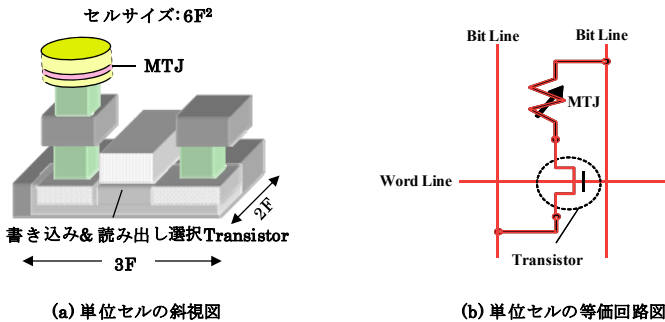 セルサイズ:6F²
MTJ
2F
書き込み& 読み出し選択Transistor
3F
(a) 単位セルの斜視図
Bit Line
Bit Line
MTJ
Word Line
Transistor
(b) 単位セルの等価回路図